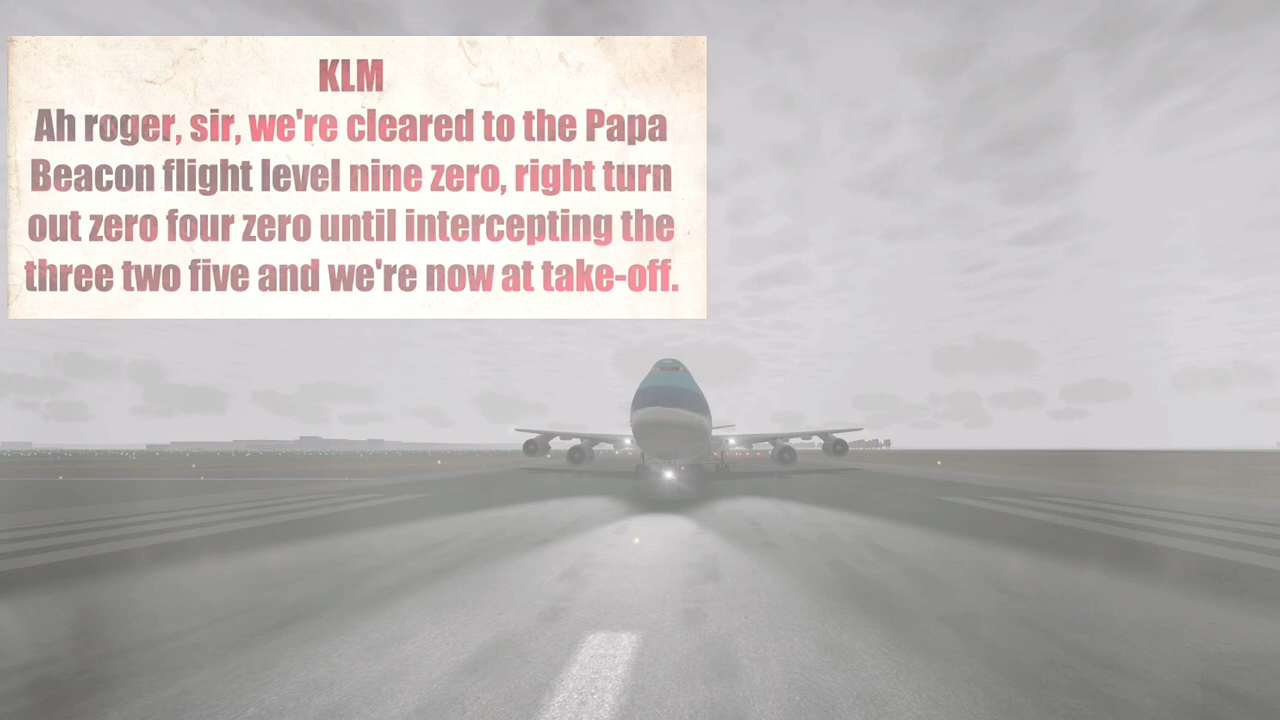 KLM
Ah roger, sir, we're cleared to the Papa
Beacon flight level nine zero, right turn
out zero four zero until intercepting the
three two five and we're now at take-off.